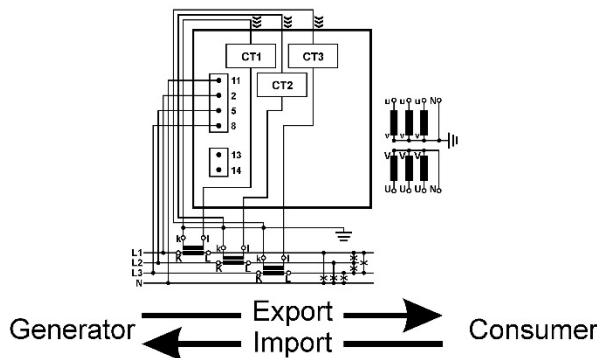 CT1
CT3
CT2
11
2
5
8
13
14
u u u N
v v v
V V V
U U U N
k l
k l
k l
L1
K L
L2
K L
L3
K L
N
Export
Generator Consumer
Import